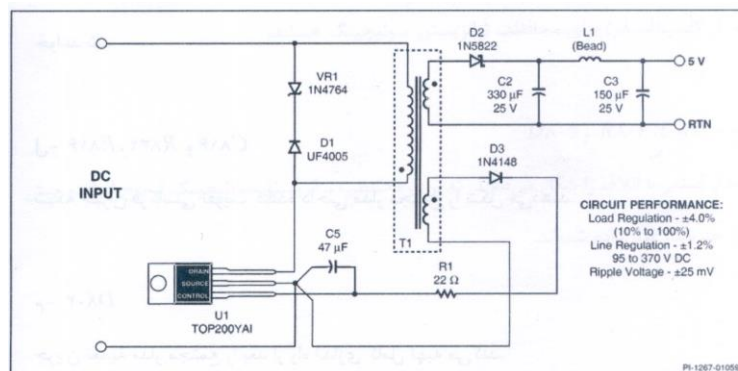 D2
1N5822
L1
(Bead)
5 V
VR1
1N4764
C2
330 µF
25 V
C3
150 µF
25 V
RTN
D1
UF4005
D3
1N4148
DC
INPUT
CIRCUIT PERFORMANCE:
Load Regulation - ±4.0%
(10% to 100%)
Line Regulation - ±1.2%
95 to 370 V DC
Ripple Voltage - ±25 mV
C5
47 µF
T1
R1
22 Ω
DRAIN
SOURCE
CONTROL
U1
TOP200YAI
PI-1267-01059